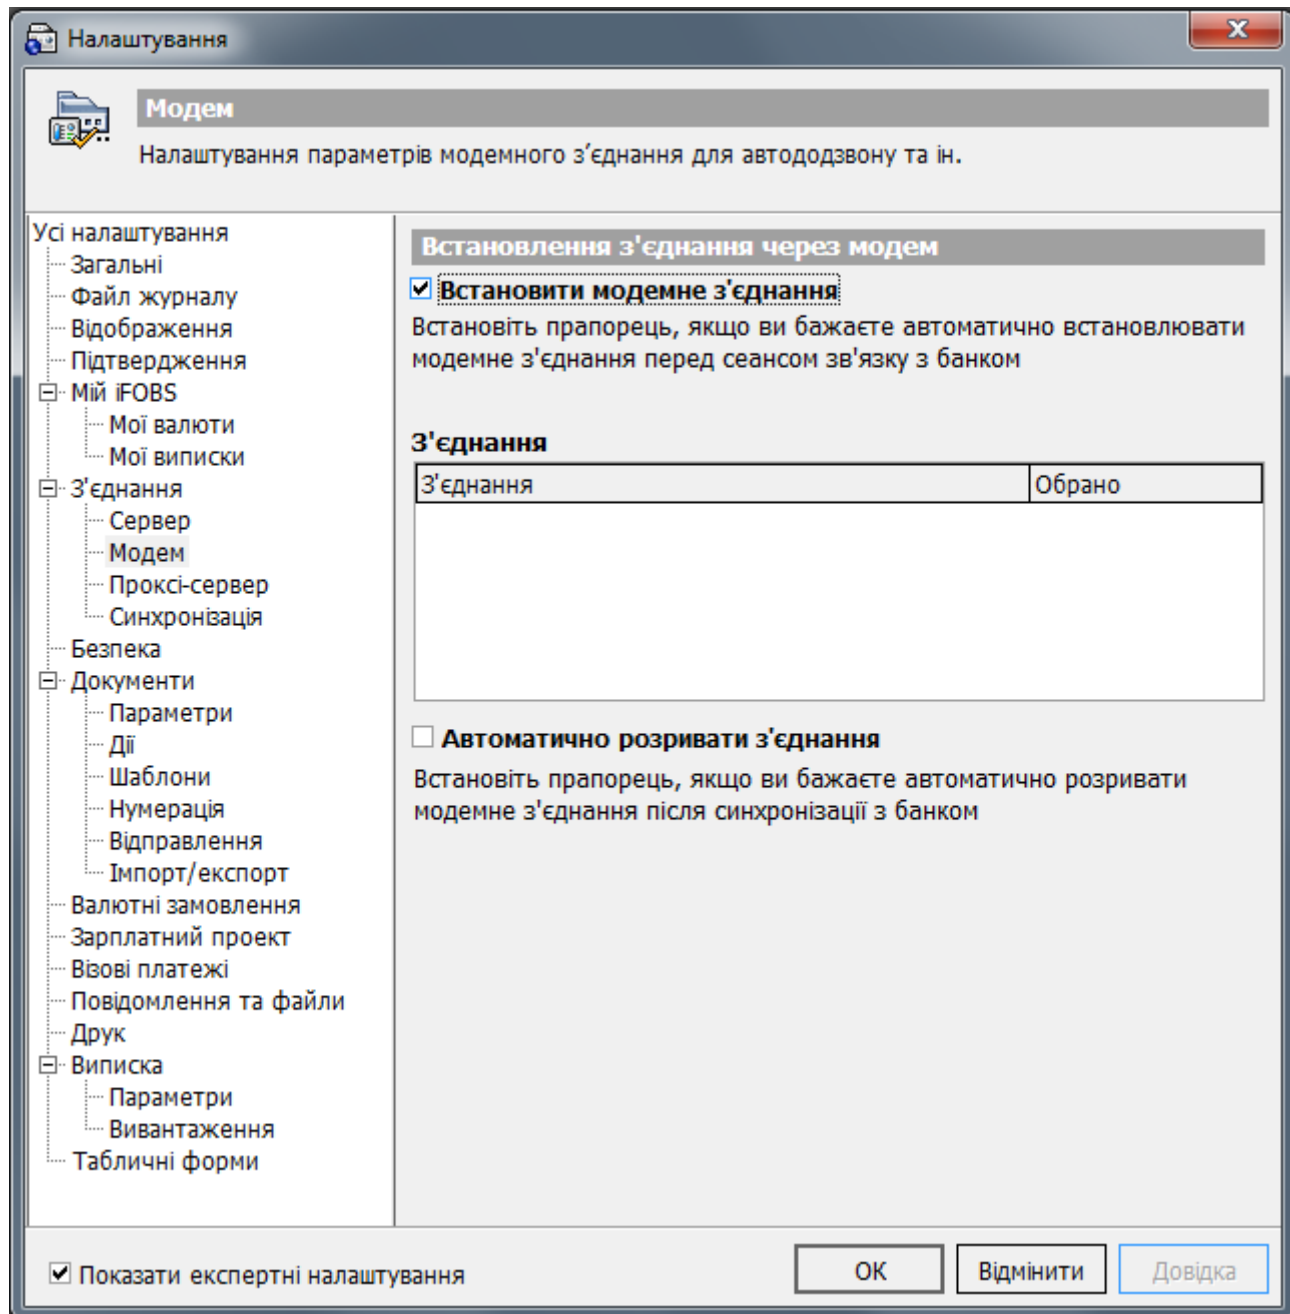 Налаштування
Модем
Налаштування параметрів модемного з’єднання для автододзвону та ін.
Усі налаштування
Загальні
Файл журналу
Відображення
Підтвердження
Мій iFOBS
Мої валюти
Мої виписки
З'єднання
Сервер
Модем
Проксі-сервер
Синхронізація
Безпека
Документи
Параметри
Дії
Шаблони
Нумерація
Відправлення
Імпорт/експорт
Валютні замовлення
Зарплатний проект
Візові платежі
Повідомлення та файли
Друк
Виписка
Параметри
Вивантаження
Табличні форми
Встановлення з'єднання через модем
Встановити модемне з'єднання
Встановіть прапорець, якщо ви бажаєте автоматично встановлювати
модемне з'єднання перед сеансом зв'язку з банком
З'єднання
З'єднання Обрано
Автоматично розривати з'єднання
Встановіть прапорець, якщо ви бажаєте автоматично розривати
модемне з'єднання після синхронізації з банком
Показати експертні налаштування
ОК Відмінити Довідка